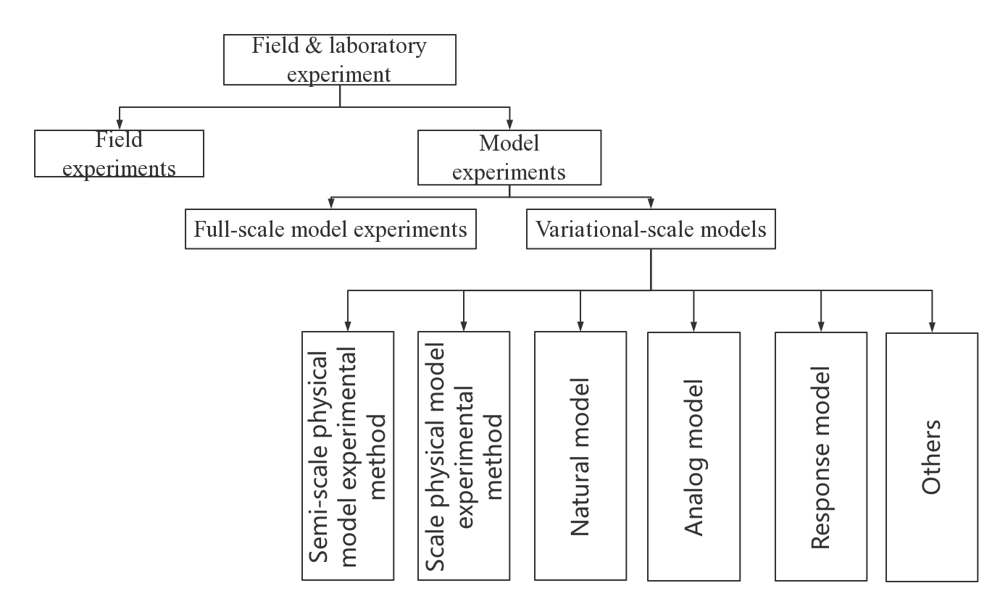 Field & laboratory
experiment
Field
experiments
Model
experiments
Full-scale model experiments
Variational-scale models
Semi-scale physical
model experimental
method
Scale physical model
experimental
method
Natural model
Analog model
Response model
Others